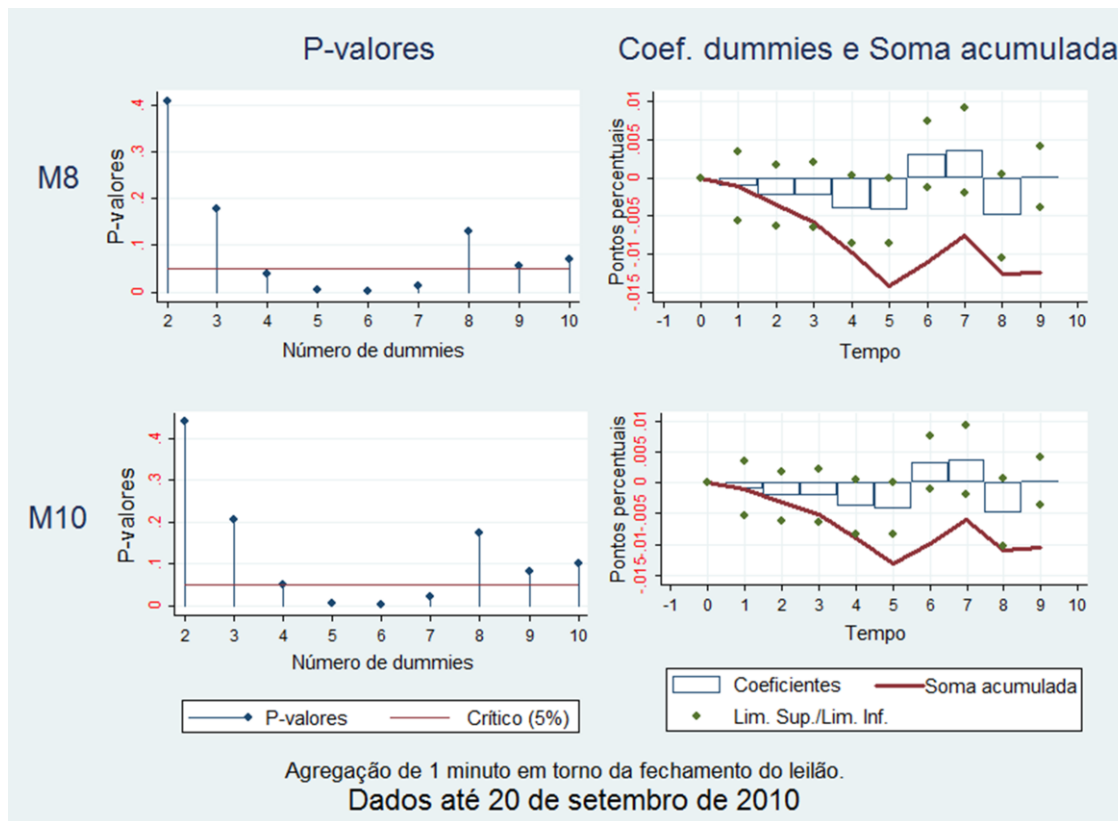 P-valores
Coef. dummies e Soma acumulada
M8
P-valores
0 .1 .2 .3 .4
2 3 4 5 6 7 8 9 10
Número de dummies
Pontos percentuais
-.015 -.01 -.005 0 .005 .01
-1 0 1 2 3 4 5 6 7 8 9 10
Tempo
M10
P-valores
0 .1 .2 .3 .4
2 3 4 5 6 7 8 9 10
Número de dummies
Pontos percentuais
-.015 -.01 -.005 0 .005 .01
-1 0 1 2 3 4 5 6 7 8 9 10
Tempo
P-valores Crítico (5%)
Coeficientes Soma acumulada
Lim. Sup./Lim. Inf.
Agregação de 1 minuto em torno da fechamento do leilão.
Dados até 20 de setembro de 2010